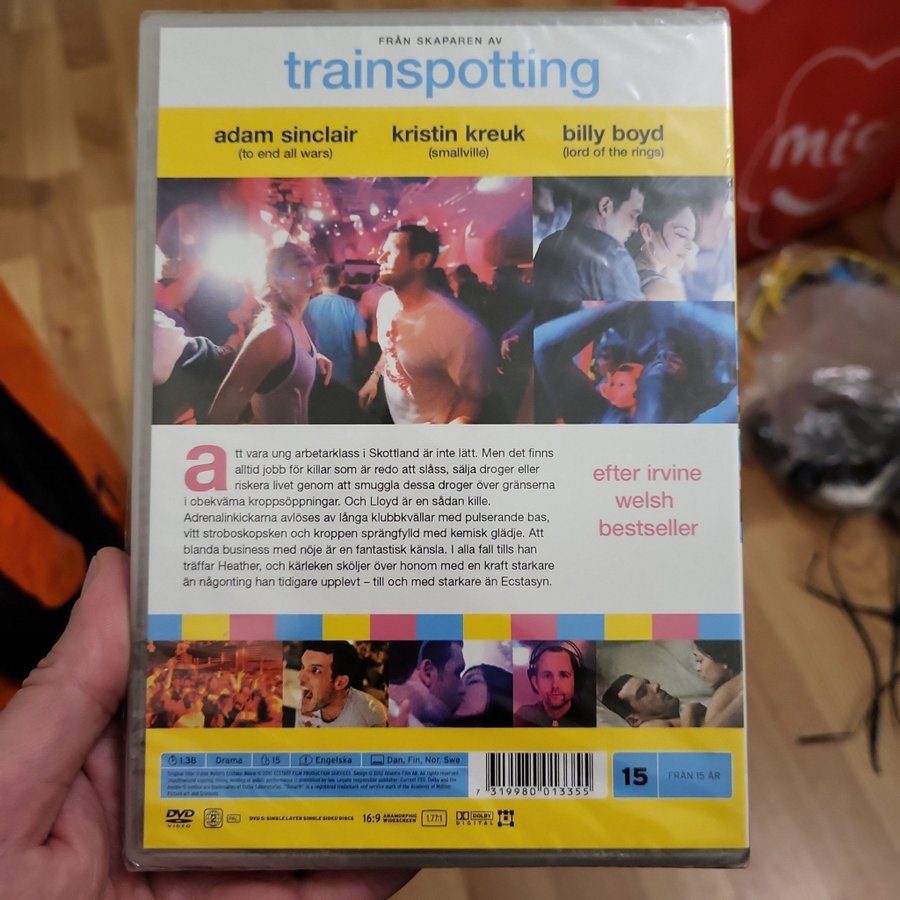 FRÅN SKAPAREN AV
trainspotting
adam sinclair kristin kreuk billy boyd
(to end all wars) (smallville) (lord of the rings)
att vara ung arbetarklass i Skottland är inte lätt. Men det finns
alltid jobb för killar som är redo att slåss, sälja droger eller
riskera livet genom att smuggla dessa droger över gränserna
i obekväma kroppsöppningar. Och Lloyd är en sådan kille.
Adrenalinkickarna avlöses av långa klubbkvällar med pulserande bas,
vitt stroboskopsken och kroppen sprängfylld med kemisk glädje. Att
blanda business med nöje är en fantastisk känsla. I alla fall tills han
träffar Heather, och kärleken sköljer över honom med en kraft starkare
än någonting han tidigare upplevt – till och med starkare än Ecstasyn.
efter irvine
welsh
bestseller
1.38 Drama 15 Engelska Dan, Fin, Nor, Swe
7 319980 013355
15 FRÅN 15 ÅR
DVD VIDEO 2 PAL DVD 5: SINGLE LAYER SINGLE SIDED DISCS 16:9 ANAMORPHIC WIDESCREEN 1.77:1 DOLBY DIGITAL